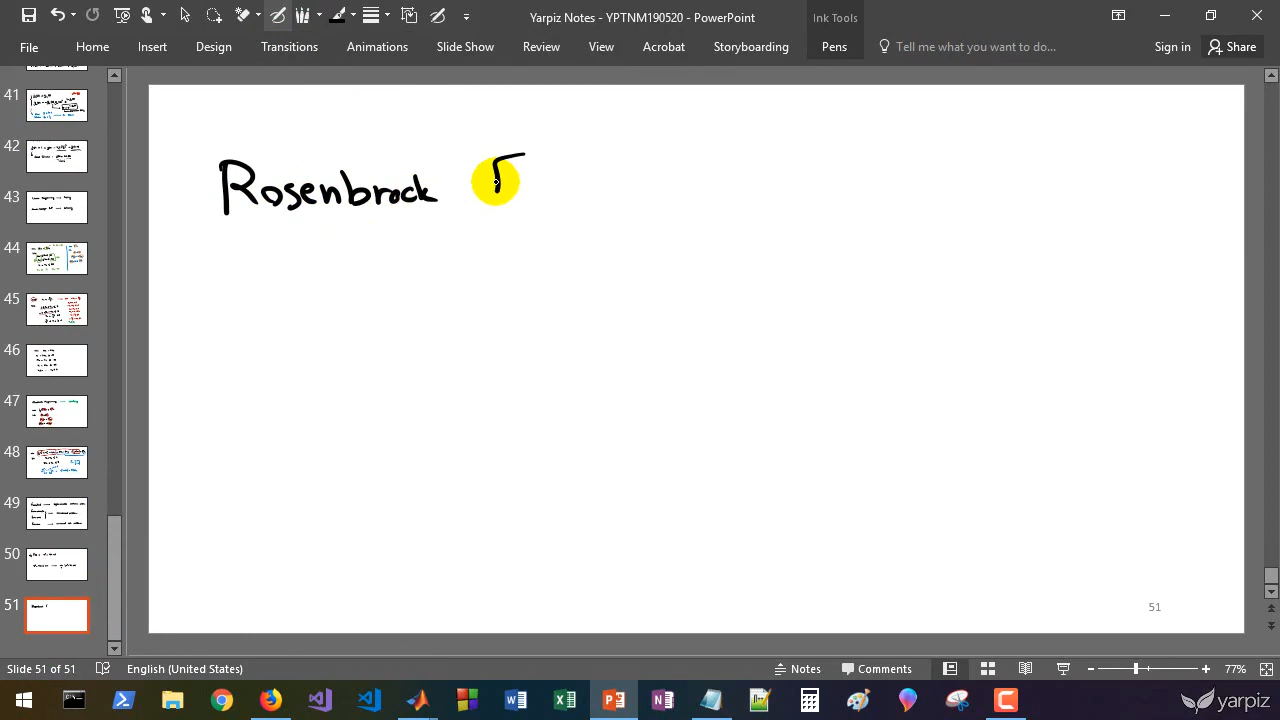 Yarpiz Notes - YPTNM190520 - PowerPoint
Ink Tools
File Home Insert Design Transitions Animations Slide Show Review View Acrobat Storyboarding Pens Tell me what you want to do... Sign in Share
41
42
43
44
45
46
47
48
49
50
51
Rosenbrock
51
Slide 51 of 51 English (United States) Notes Comments 77%
yarpiz